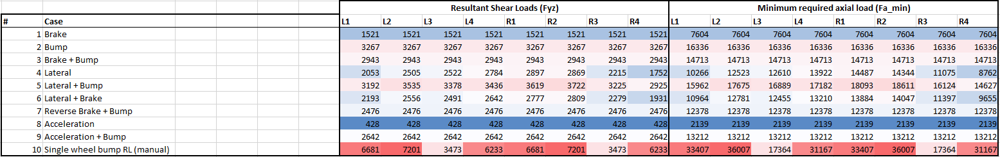 Resultant Shear Loads (Fyz) Minimum required axial load (Fa_min)
# Case L1 L2 L3 L4 R1 R2 R3 R4 L1 L2 L3 L4 R1 R2 R3 R4
1 Brake 1521 1521 1521 1521 1521 1521 1521 1521 7604 7604 7604 7604 7604 7604 7604 7604
2 Bump 3267 3267 3267 3267 3267 3267 3267 3267 16336 16336 16336 16336 16336 16336 16336 16336
3 Brake + Bump 2943 2943 2943 2943 2943 2943 2943 2943 14713 14713 14713 14713 14713 14713 14713 14713
4 Lateral 2053 2505 2522 2784 2897 2869 2215 1752 10266 12523 12610 13922 14487 14344 11075 8762
5 Lateral + Bump 3192 3535 3378 3436 3619 3722 3225 2925 15962 17675 16889 17182 18093 18611 16124 14627
6 Lateral + Brake 2193 2556 2491 2642 2777 2809 2279 1931 10964 12781 12455 13210 13884 14047 11397 9655
7 Reverse Brake + Bump 2476 2476 2476 2476 2476 2476 2476 2476 12378 12378 12378 12378 12378 12378 12378 12378
8 Acceleration 428 428 428 428 428 428 428 428 2139 2139 2139 2139 2139 2139 2139 2139
9 Acceleration + Bump 2642 2642 2642 2642 2642 2642 2642 2642 13212 13212 13212 13212 13212 13212 13212 13212
10 Single wheel bump RL (manual) 6681 7201 3473 6233 6681 7201 3473 6233 33407 36007 17364 31167 33407 36007 17364 31167